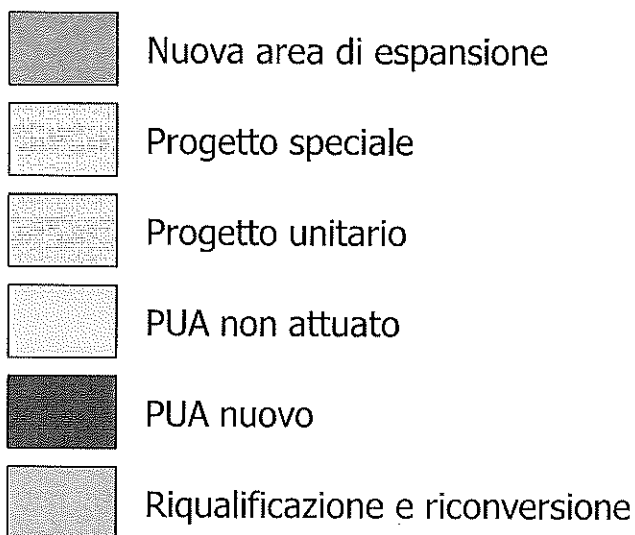 Nuova area di espansione
Progetto speciale
Progetto unitario
PUA non attuato
PUA nuovo
Riqualificazione e riconversione